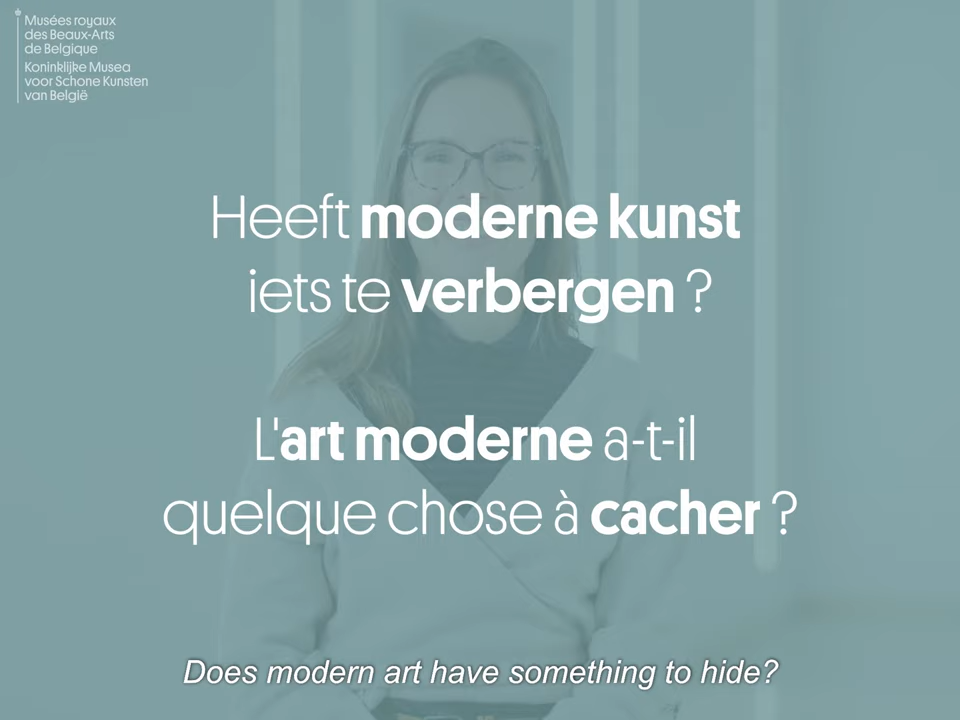 Musées royaux
des Beaux-Arts
de Belgique
Koninklijke Musea
voor Schone Kunsten
van België
Heeft moderne kunst
iets te verbergen ?
L'art moderne a-t-il
quelque chose à cacher ?
Does modern art have something to hide?